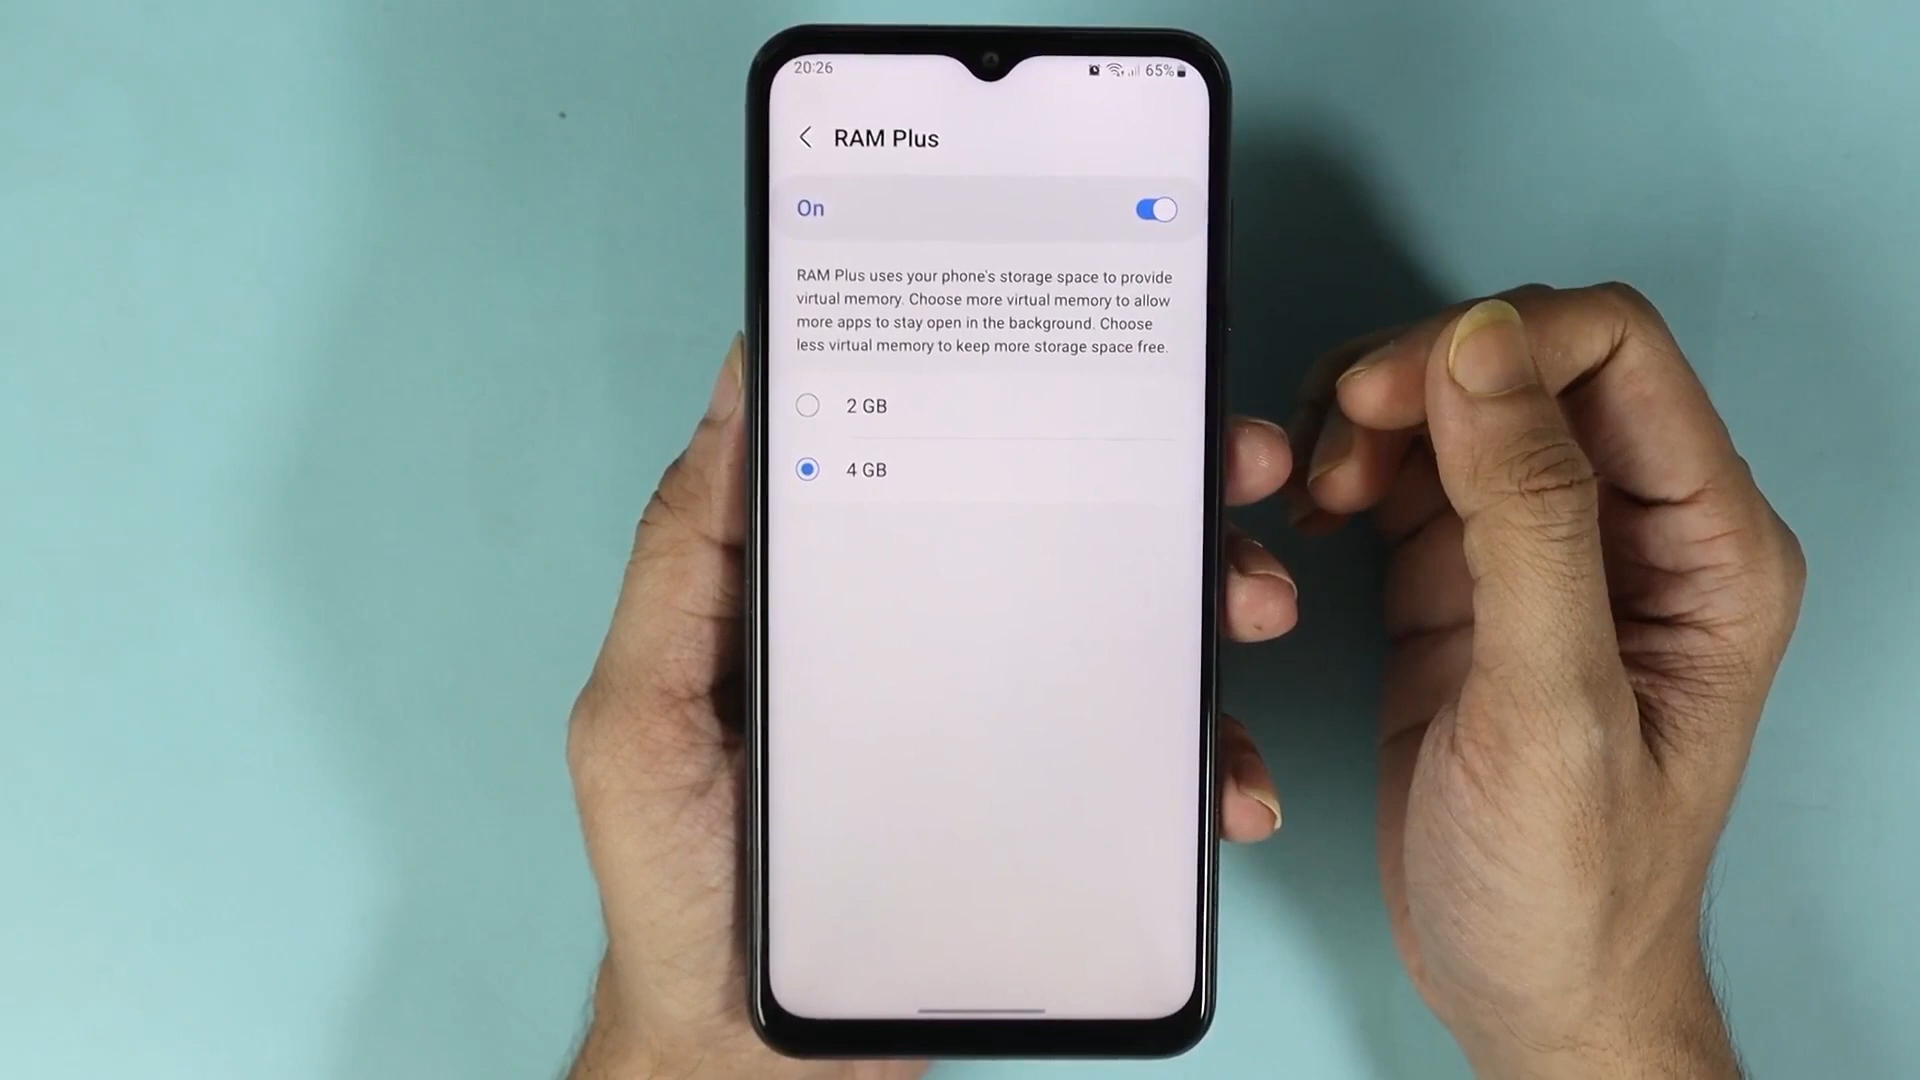 20:26
65%
RAM Plus
On
RAM Plus uses your phone's storage space to provide
virtual memory. Choose more virtual memory to allow
more apps to stay open in the background. Choose
less virtual memory to keep more storage space free.
2 GB
4 GB